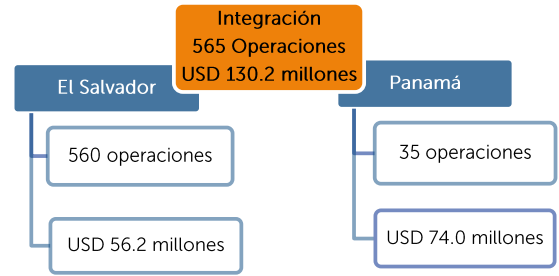 Integración
565 Operaciones
USD 130.2 millones
El Salvador
560 operaciones
USD 56.2 millones
Panamá
35 operaciones
USD 74.0 millones